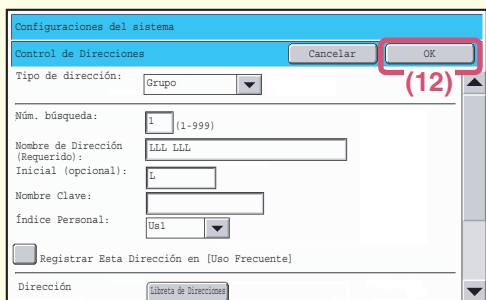 Configuraciones del sistema
Control de Direcciones Cancelar OK
(12)
Tipo de dirección: Grupo
Núm. búsqueda: 1 (1-999)
Nombre de Dirección LLL LLL
(Requerido):
Inicial (opcional): L
Nombre Clave:
Índice Personal: Us1
Registrar Esta Dirección en [Uso Frecuente]
Dirección Libreta de Direcciones